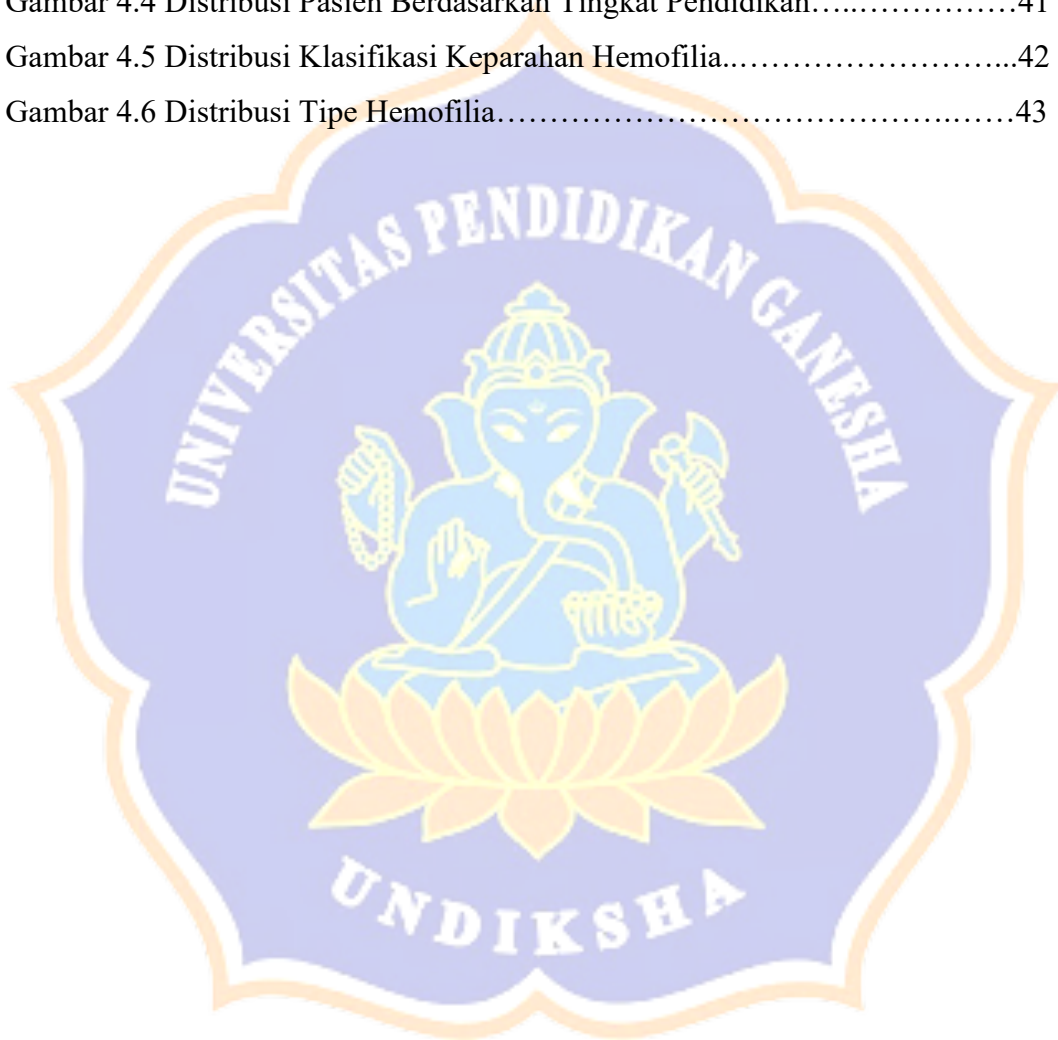 Gambar 4.4 Distribusi Pasien Berdasarkan Tingkat Pendidikan…..……………41
Gambar 4.5 Distribusi Klasifikasi Keparahan Hemofilia..……………………...42
Gambar 4.6 Distribusi Tipe Hemofilia…………………………………….……43
UNIVERSITAS PENDIDIKAN GANESHA
UNDIKSHA